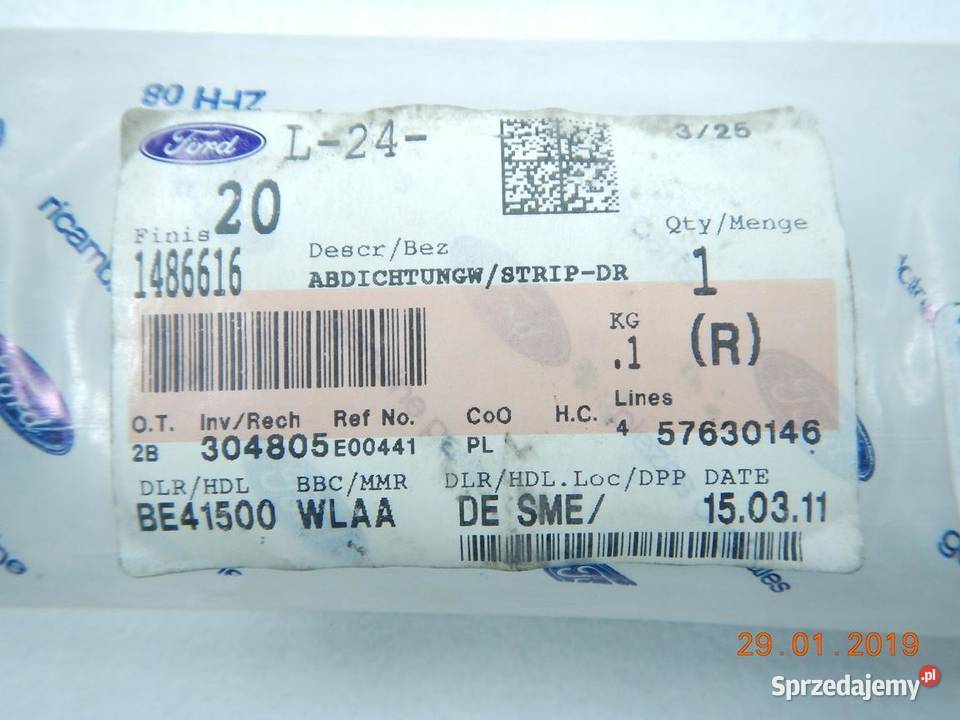 ZF-H 08
Ford L-24- 3/25
20
Finis Descr/Bez Qty/Menge
1486616 ABDICHTUNGW/STRIP-DR 1
KG (R)
.1
O.T. Inv/Rech Ref No. CoO H.C. Lines
2B 304805 E00441 PL 4 57630146
DLR/HDL BBC/MMR DLR/HDL.Loc/DPP DATE
BE41500 WLAA DE SME/ 15.03.11
Ford
29.01.2019
Sprzedajemy.pl